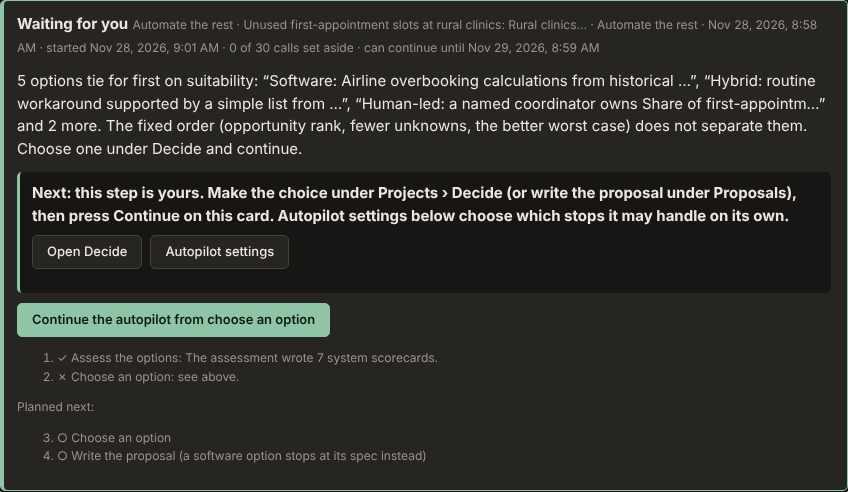 Waiting for you Automate the rest · Unused first-appointment slots at rural clinics: Rural clinics… · Automate the rest · Nov 28, 2026, 8:58
AM · started Nov 28, 2026, 9:01 AM · 0 of 30 calls set aside · can continue until Nov 29, 2026, 8:59 AM
5 options tie for first on suitability: “Software: Airline overbooking calculations from historical …”, “Hybrid: routine
workaround supported by a simple list from …”, “Human-led: a named coordinator owns Share of first-appointm…”
and 2 more. The fixed order (opportunity rank, fewer unknowns, the better worst case) does not separate them.
Choose one under Decide and continue.
Next: this step is yours. Make the choice under Projects › Decide (or write the proposal under Proposals),
then press Continue on this card. Autopilot settings below choose which stops it may handle on its own.
Open Decide
Autopilot settings
Continue the autopilot from choose an option
1. ✓ Assess the options: The assessment wrote 7 system scorecards.
2. × Choose an option: see above.
Planned next:
3. ○ Choose an option
4. ○ Write the proposal (a software option stops at its spec instead)